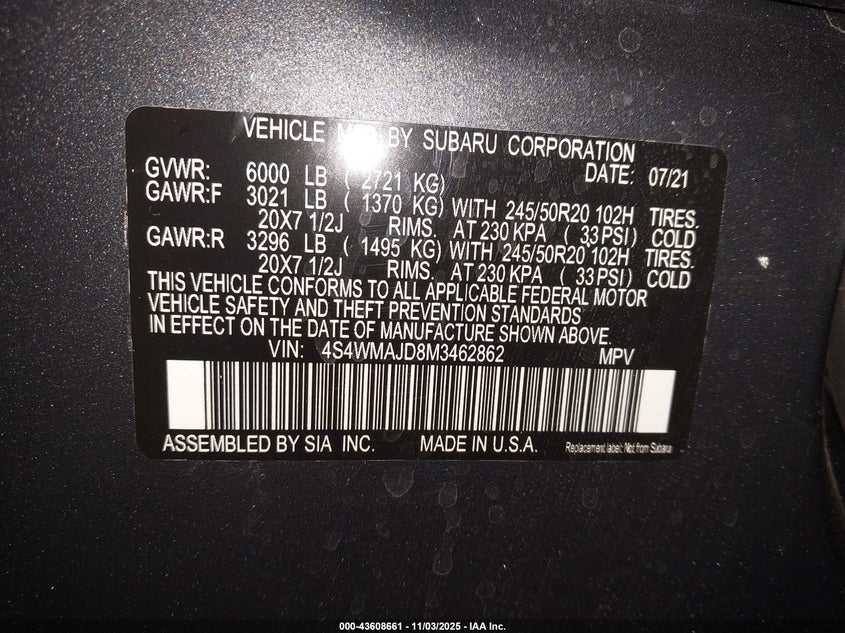 VEHICLE MFD BY SUBARU CORPORATION
GVWR: 6000 LB ( 2721 KG) DATE: 07/21
GAWR:F 3021 LB ( 1370 KG) WITH 245/50R20 102H TIRES.
20X7 1/2J RIMS. AT 230 KPA ( 33 PSI) COLD
GAWR:R 3296 LB ( 1495 KG) WITH 245/50R20 102H TIRES.
20X7 1/2J RIMS. AT 230 KPA ( 33 PSI) COLD
THIS VEHICLE CONFORMS TO ALL APPLICABLE FEDERAL MOTOR
VEHICLE SAFETY AND THEFT PREVENTION STANDARDS
IN EFFECT ON THE DATE OF MANUFACTURE SHOWN ABOVE.
VIN: 4S4WMAJD8M3462862 MPV
ASSEMBLED BY SIA INC. MADE IN U.S.A.
Replacement label: Not from Subaru
000-43608661 - 11/03/2025 - IAA Inc.